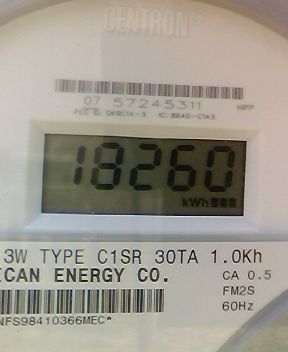 CENTRON®
07 57245311
18260
kWh
3W TYPE C1SR 30TA 1.0Kh
ICAN ENERGY CO.
CA 0.5
FM2S
60Hz
NFS98410366MEC*